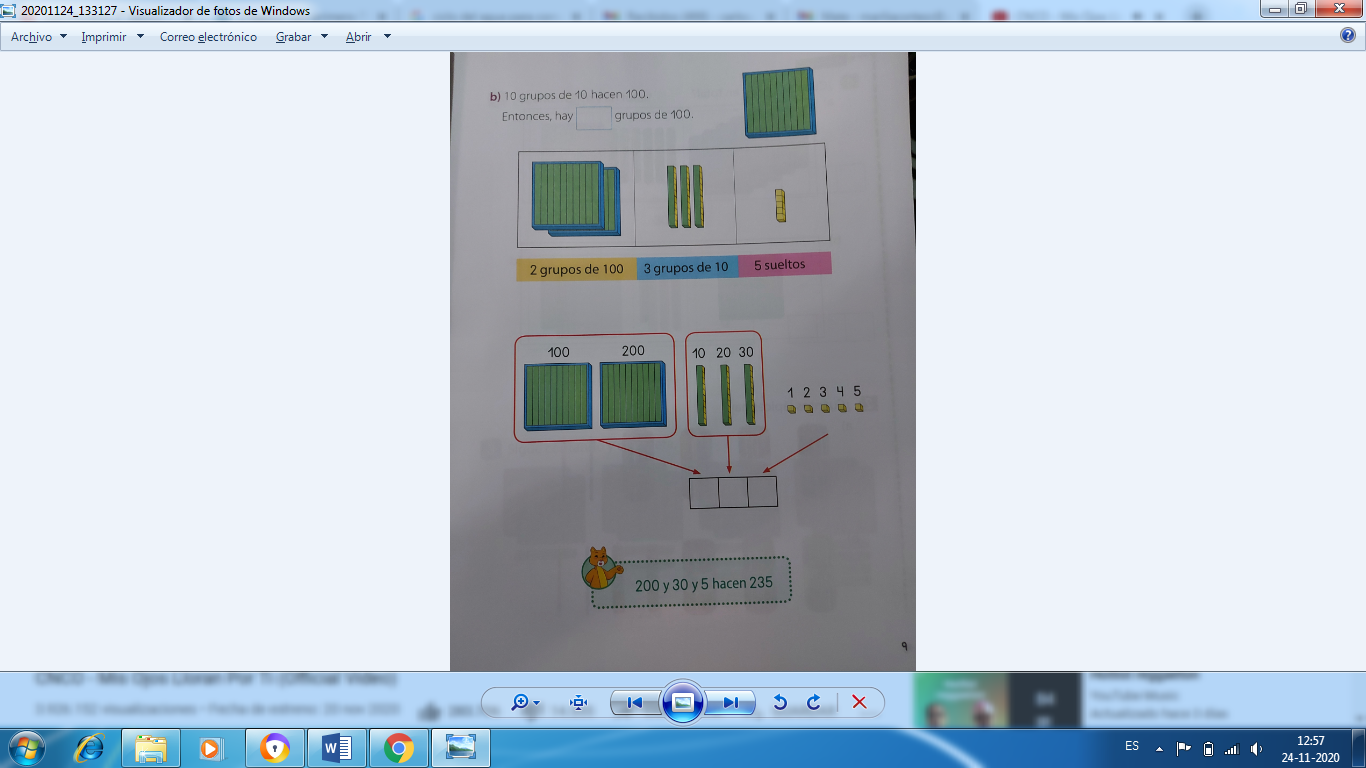 20201124_133127 - Visualizador de fotos de Windows
Archivo Imprimir Correo electrónico Grabar Abrir
b) 10 grupos de 10 hacen 100.
Entonces, hay grupos de 100.
2 grupos de 100 3 grupos de 10 5 sueltos
100 200 10 20 30
1 2 3 4 5
200 y 30 y 5 hacen 235
9
CNCO - Mis Ojos Lloran Por Ti (Official Video)
ES 12:57
24-11-2020